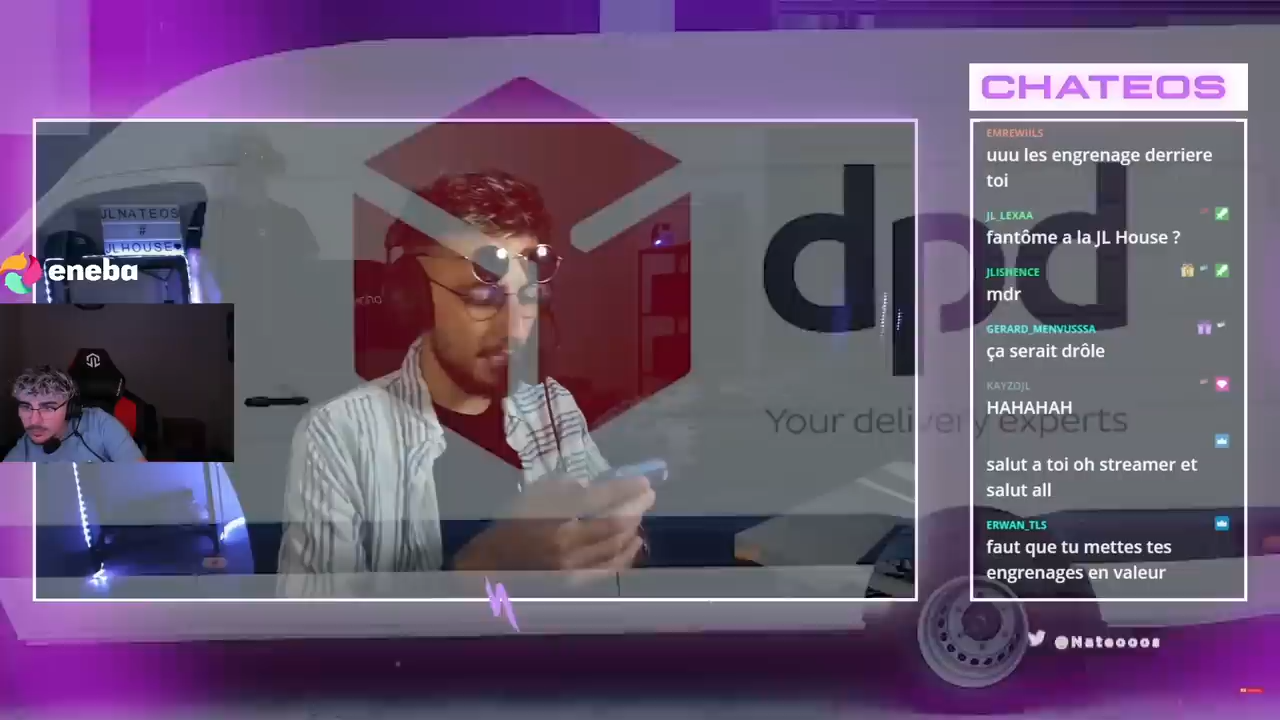 CHATEOS
EMREWIILS
uuu les engrenage derriere
toi
JL_LEXAA
fantôme a la JL House ?
JLISHENCE
mdr
GERARD_MENVUSSSA
ça serait drôle
KAYZOJL
HAHAHAH
salut a toi oh streamer et
salut all
ERWAN_TLS
faut que tu mettes tes
engrenages en valeur
@Nateooos
JLNATEOS
#
JLHOUSE♥
eneba
dpd
Your delivery experts